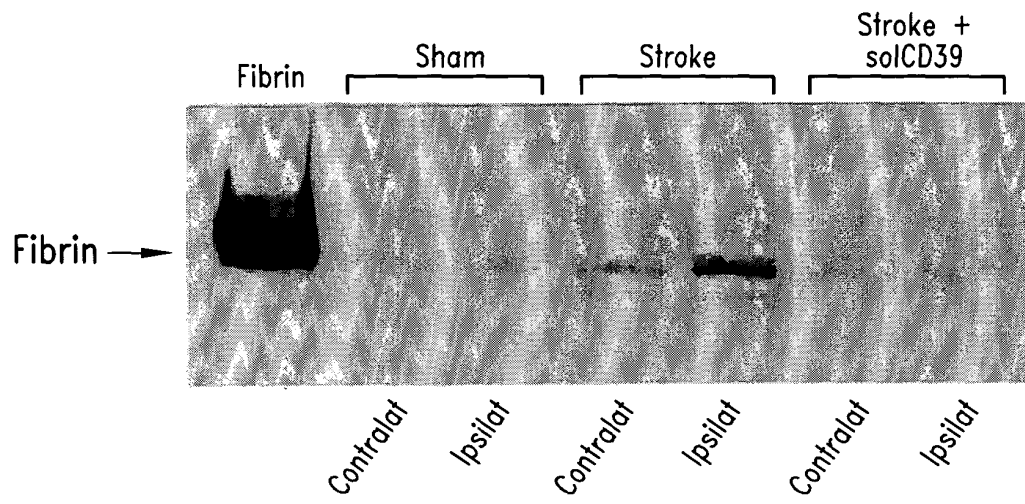 Stroke +
solCD39
Fibrin
Sham
Stroke
Fibrin
Contralat
Ipsilat
Contralat
Ipsilat
Contralat
Ipsilat